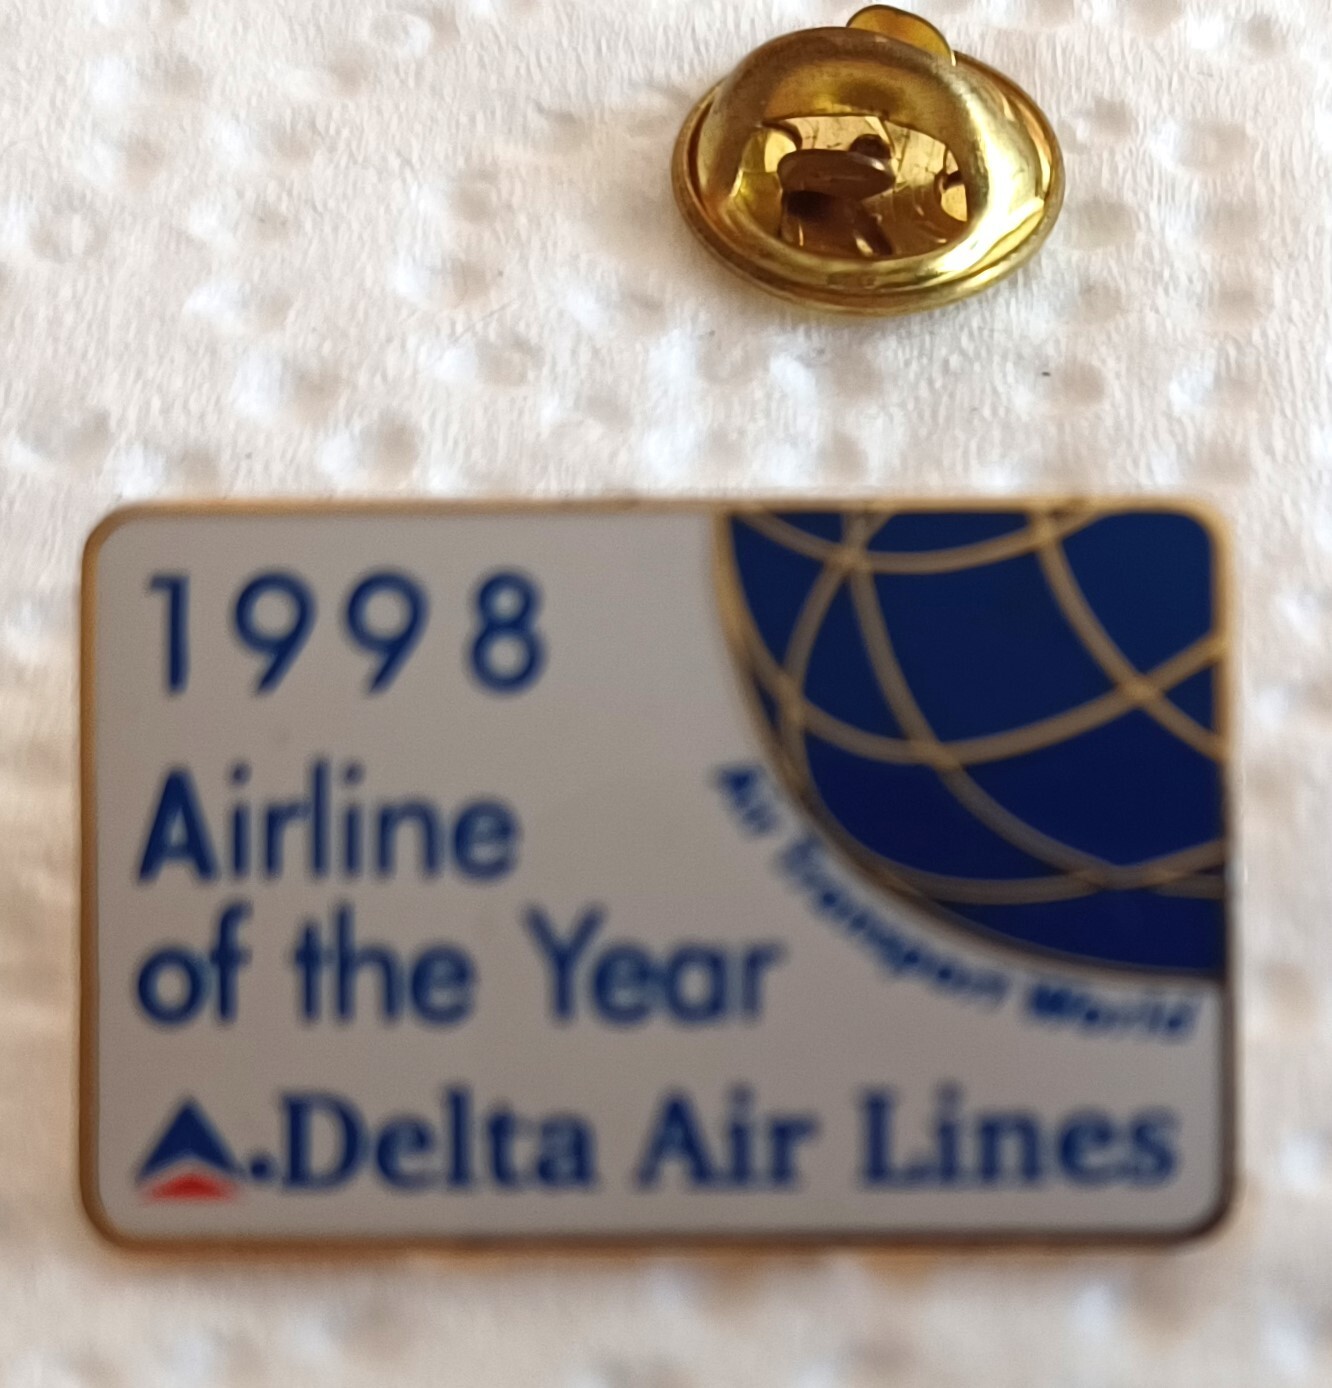 1998
Airline
of the Year
Air Transport World
Delta Air Lines